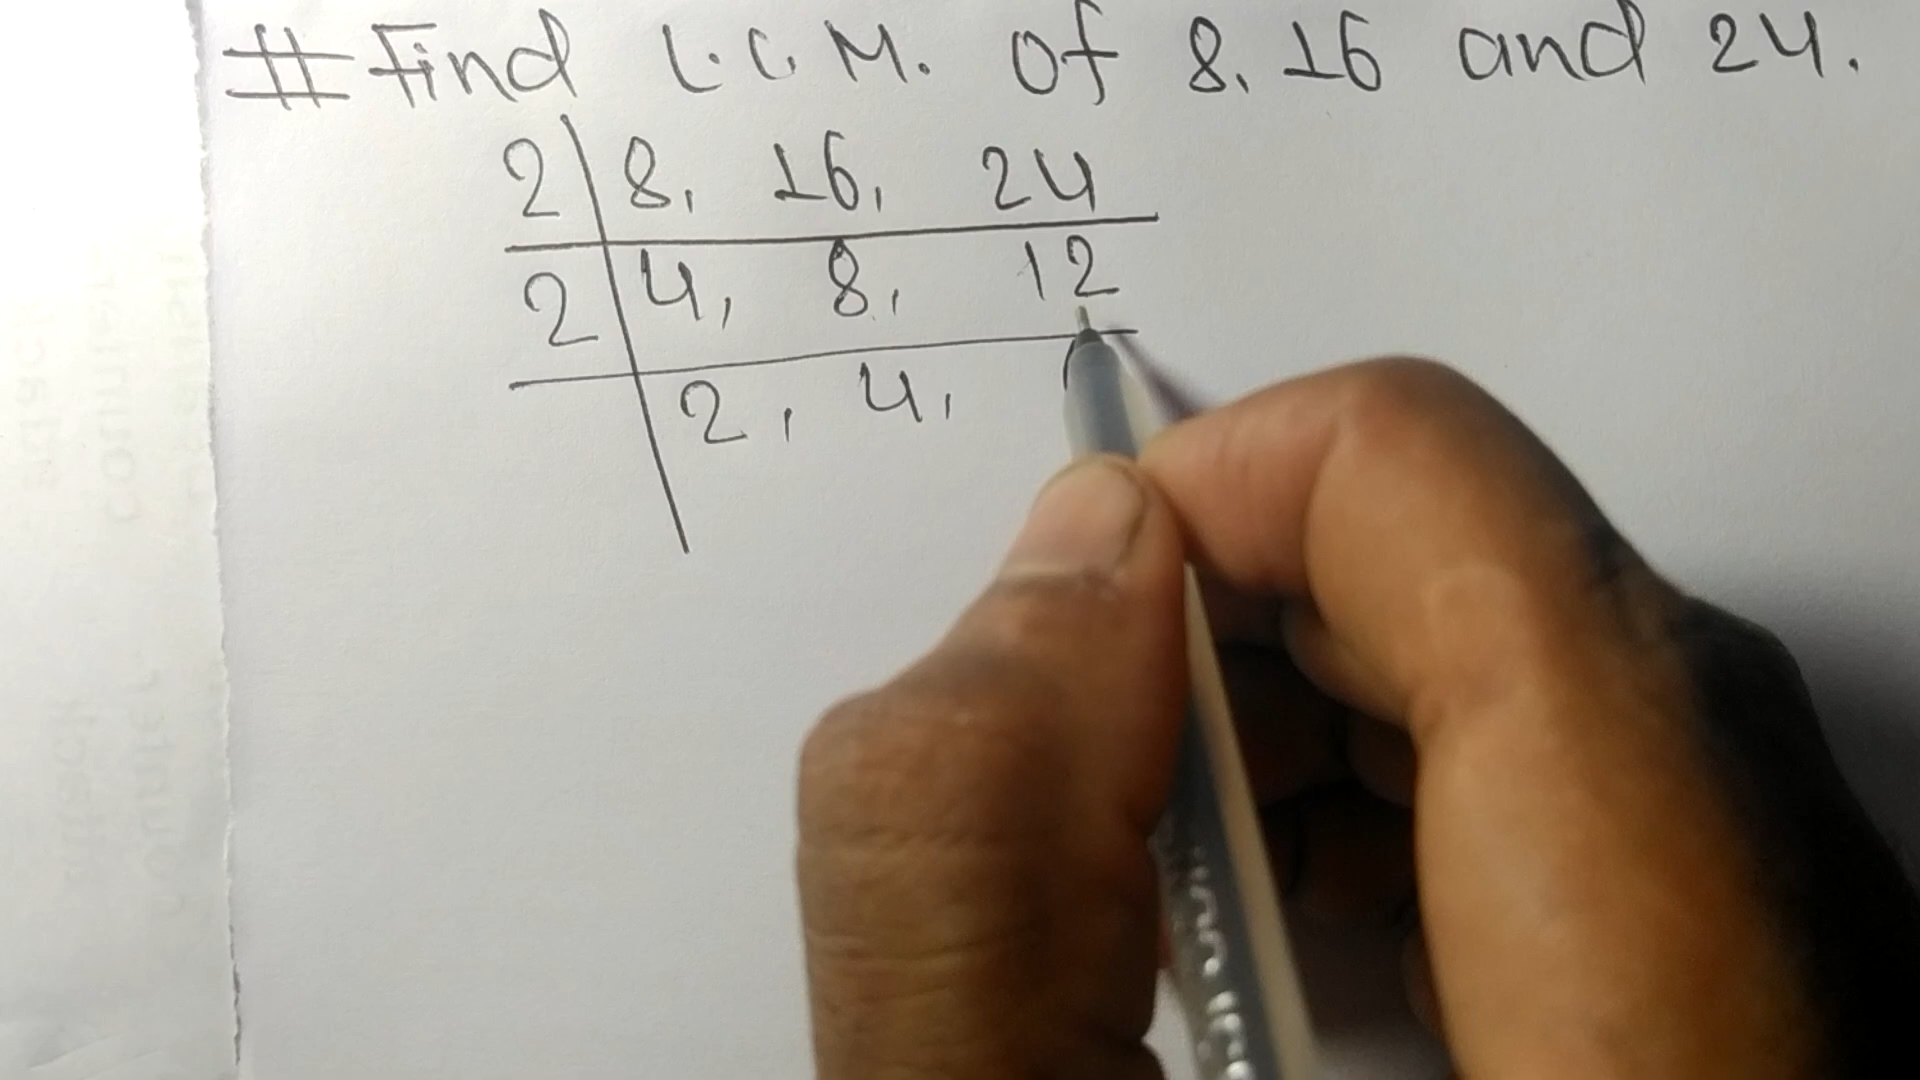 # Find L.C.M. of 8, 16 and 24.
2 8, 16, 24
2 4, 8, 12
2, 4,